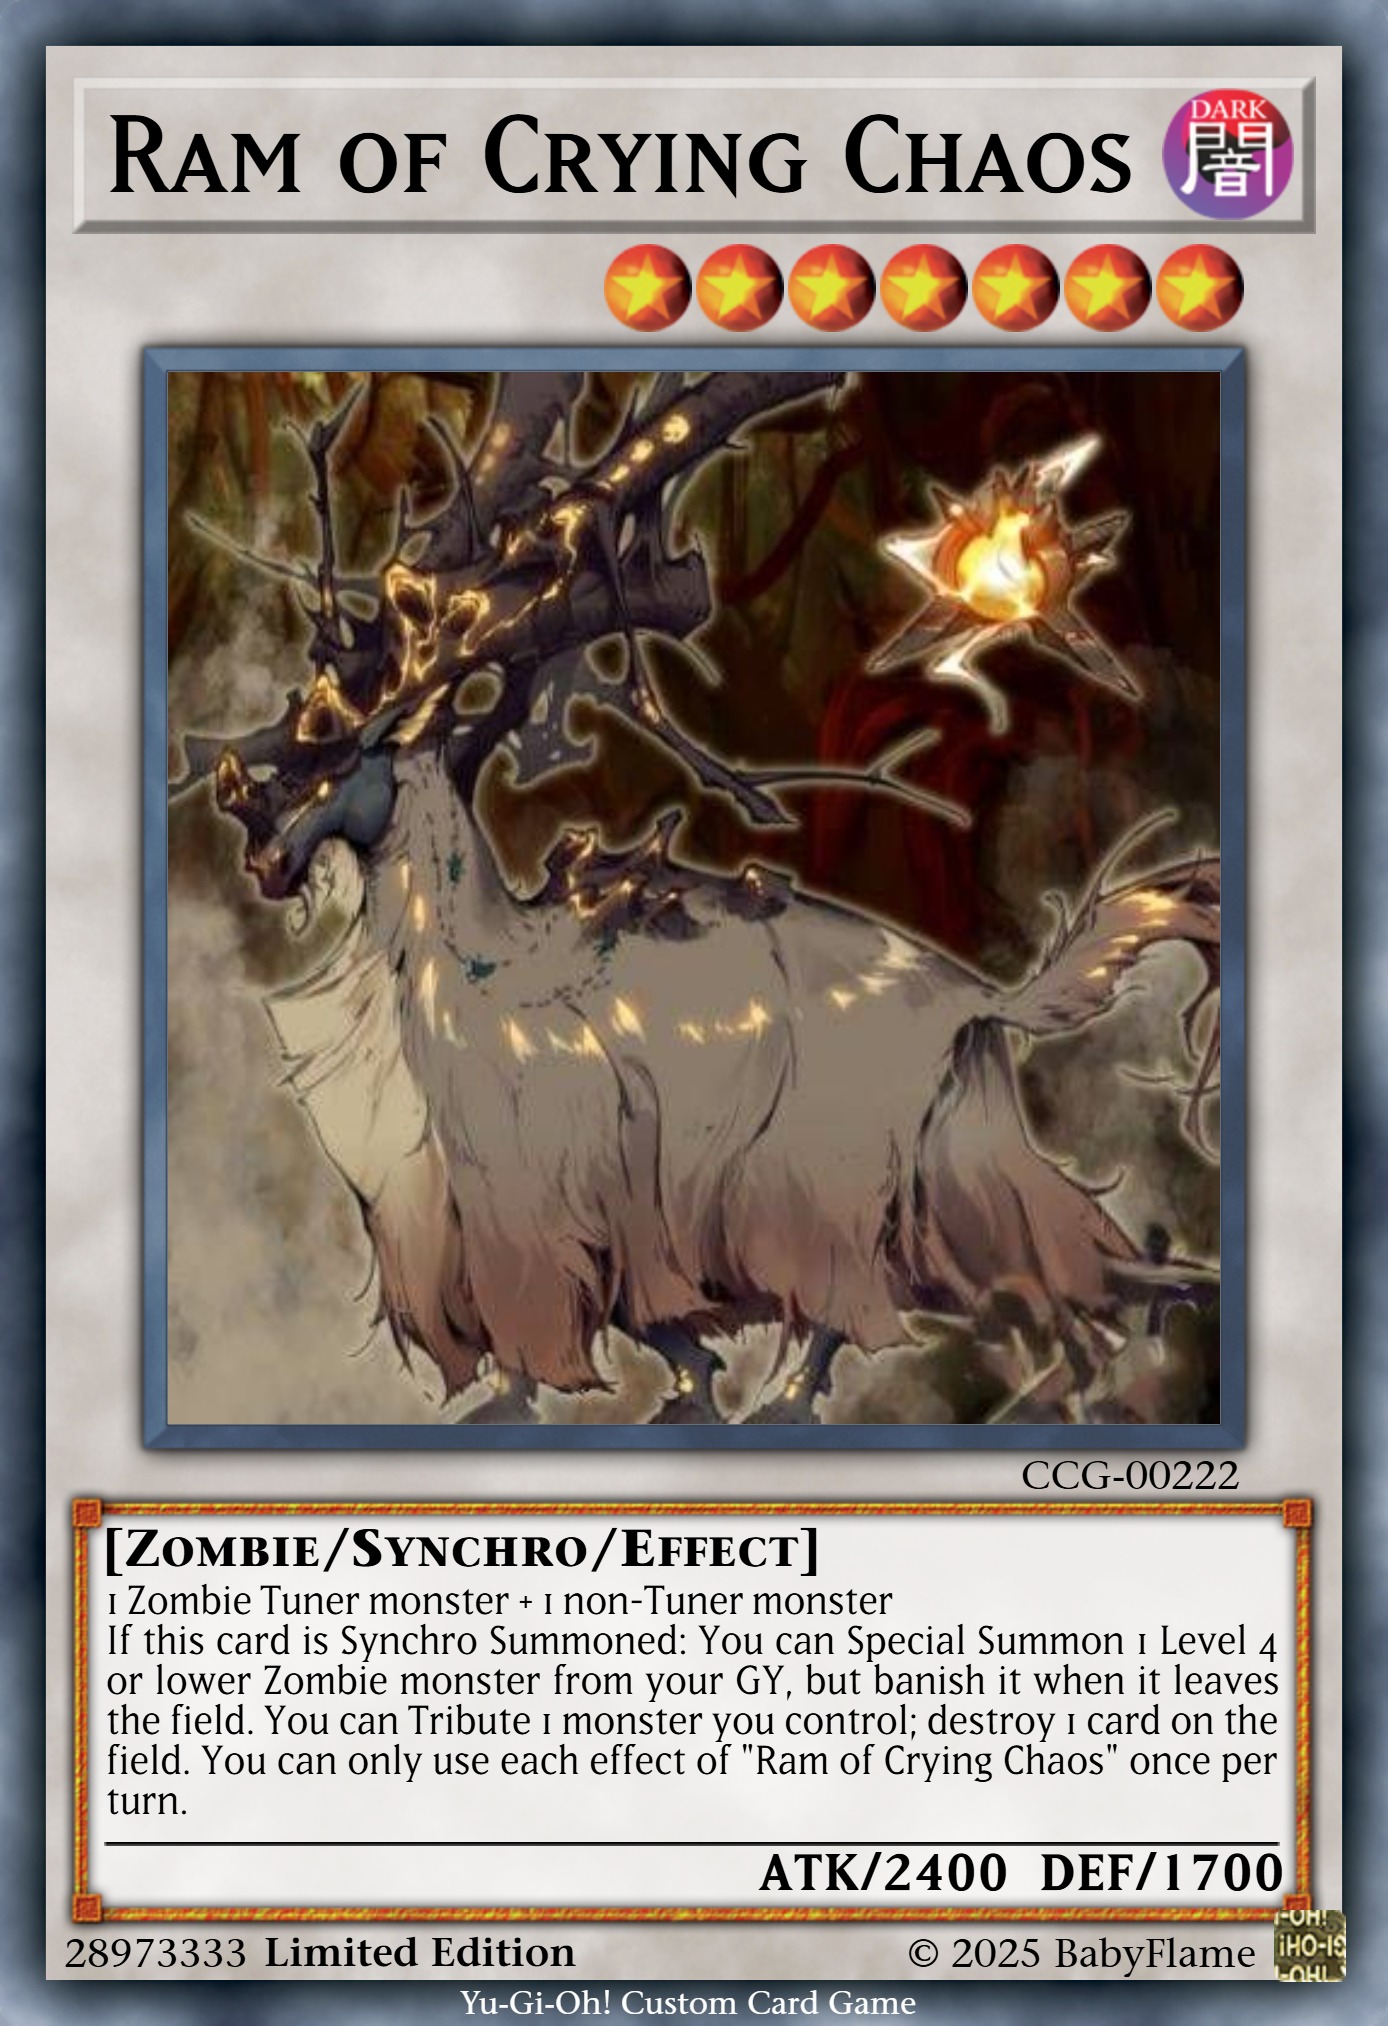 Ram of Crying Chaos
DARK
闇
CCG-00222
[Zombie/Synchro/Effect]
1 Zombie Tuner monster + 1 non-Tuner monster
If this card is Synchro Summoned: You can Special Summon 1 Level 4
or lower Zombie monster from your GY, but banish it when it leaves
the field. You can Tribute 1 monster you control; destroy 1 card on the
field. You can only use each effect of "Ram of Crying Chaos" once per
turn.
ATK/2400 DEF/1700
28973333 Limited Edition
© 2025 BabyFlame
Yu-Gi-Oh! Custom Card Game